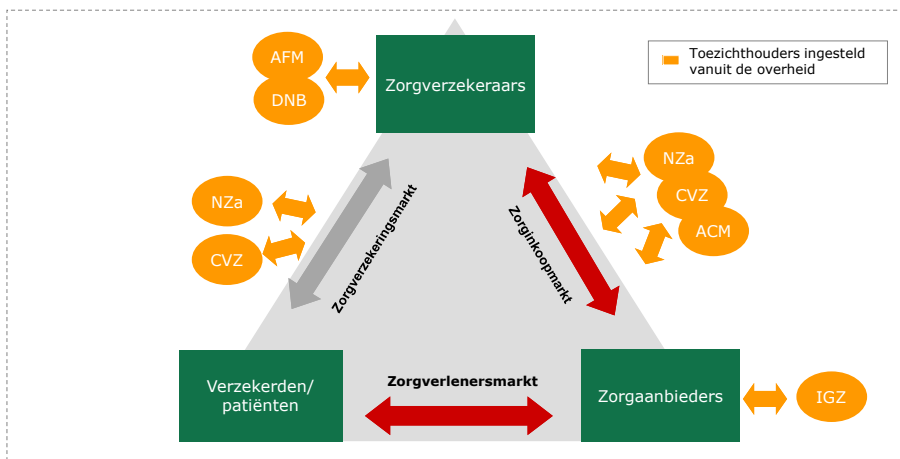 AFM
DNB
Zorgverzekeraars
Toezichthouders ingesteld
vanuit de overheid
NZa
CVZ
Zorgverzekeringsmarkt
Zorginkoopmarkt
NZa
CVZ
ACM
Verzekerden/
patiënten
Zorgverlenersmarkt
Zorgaanbieders
IGZ